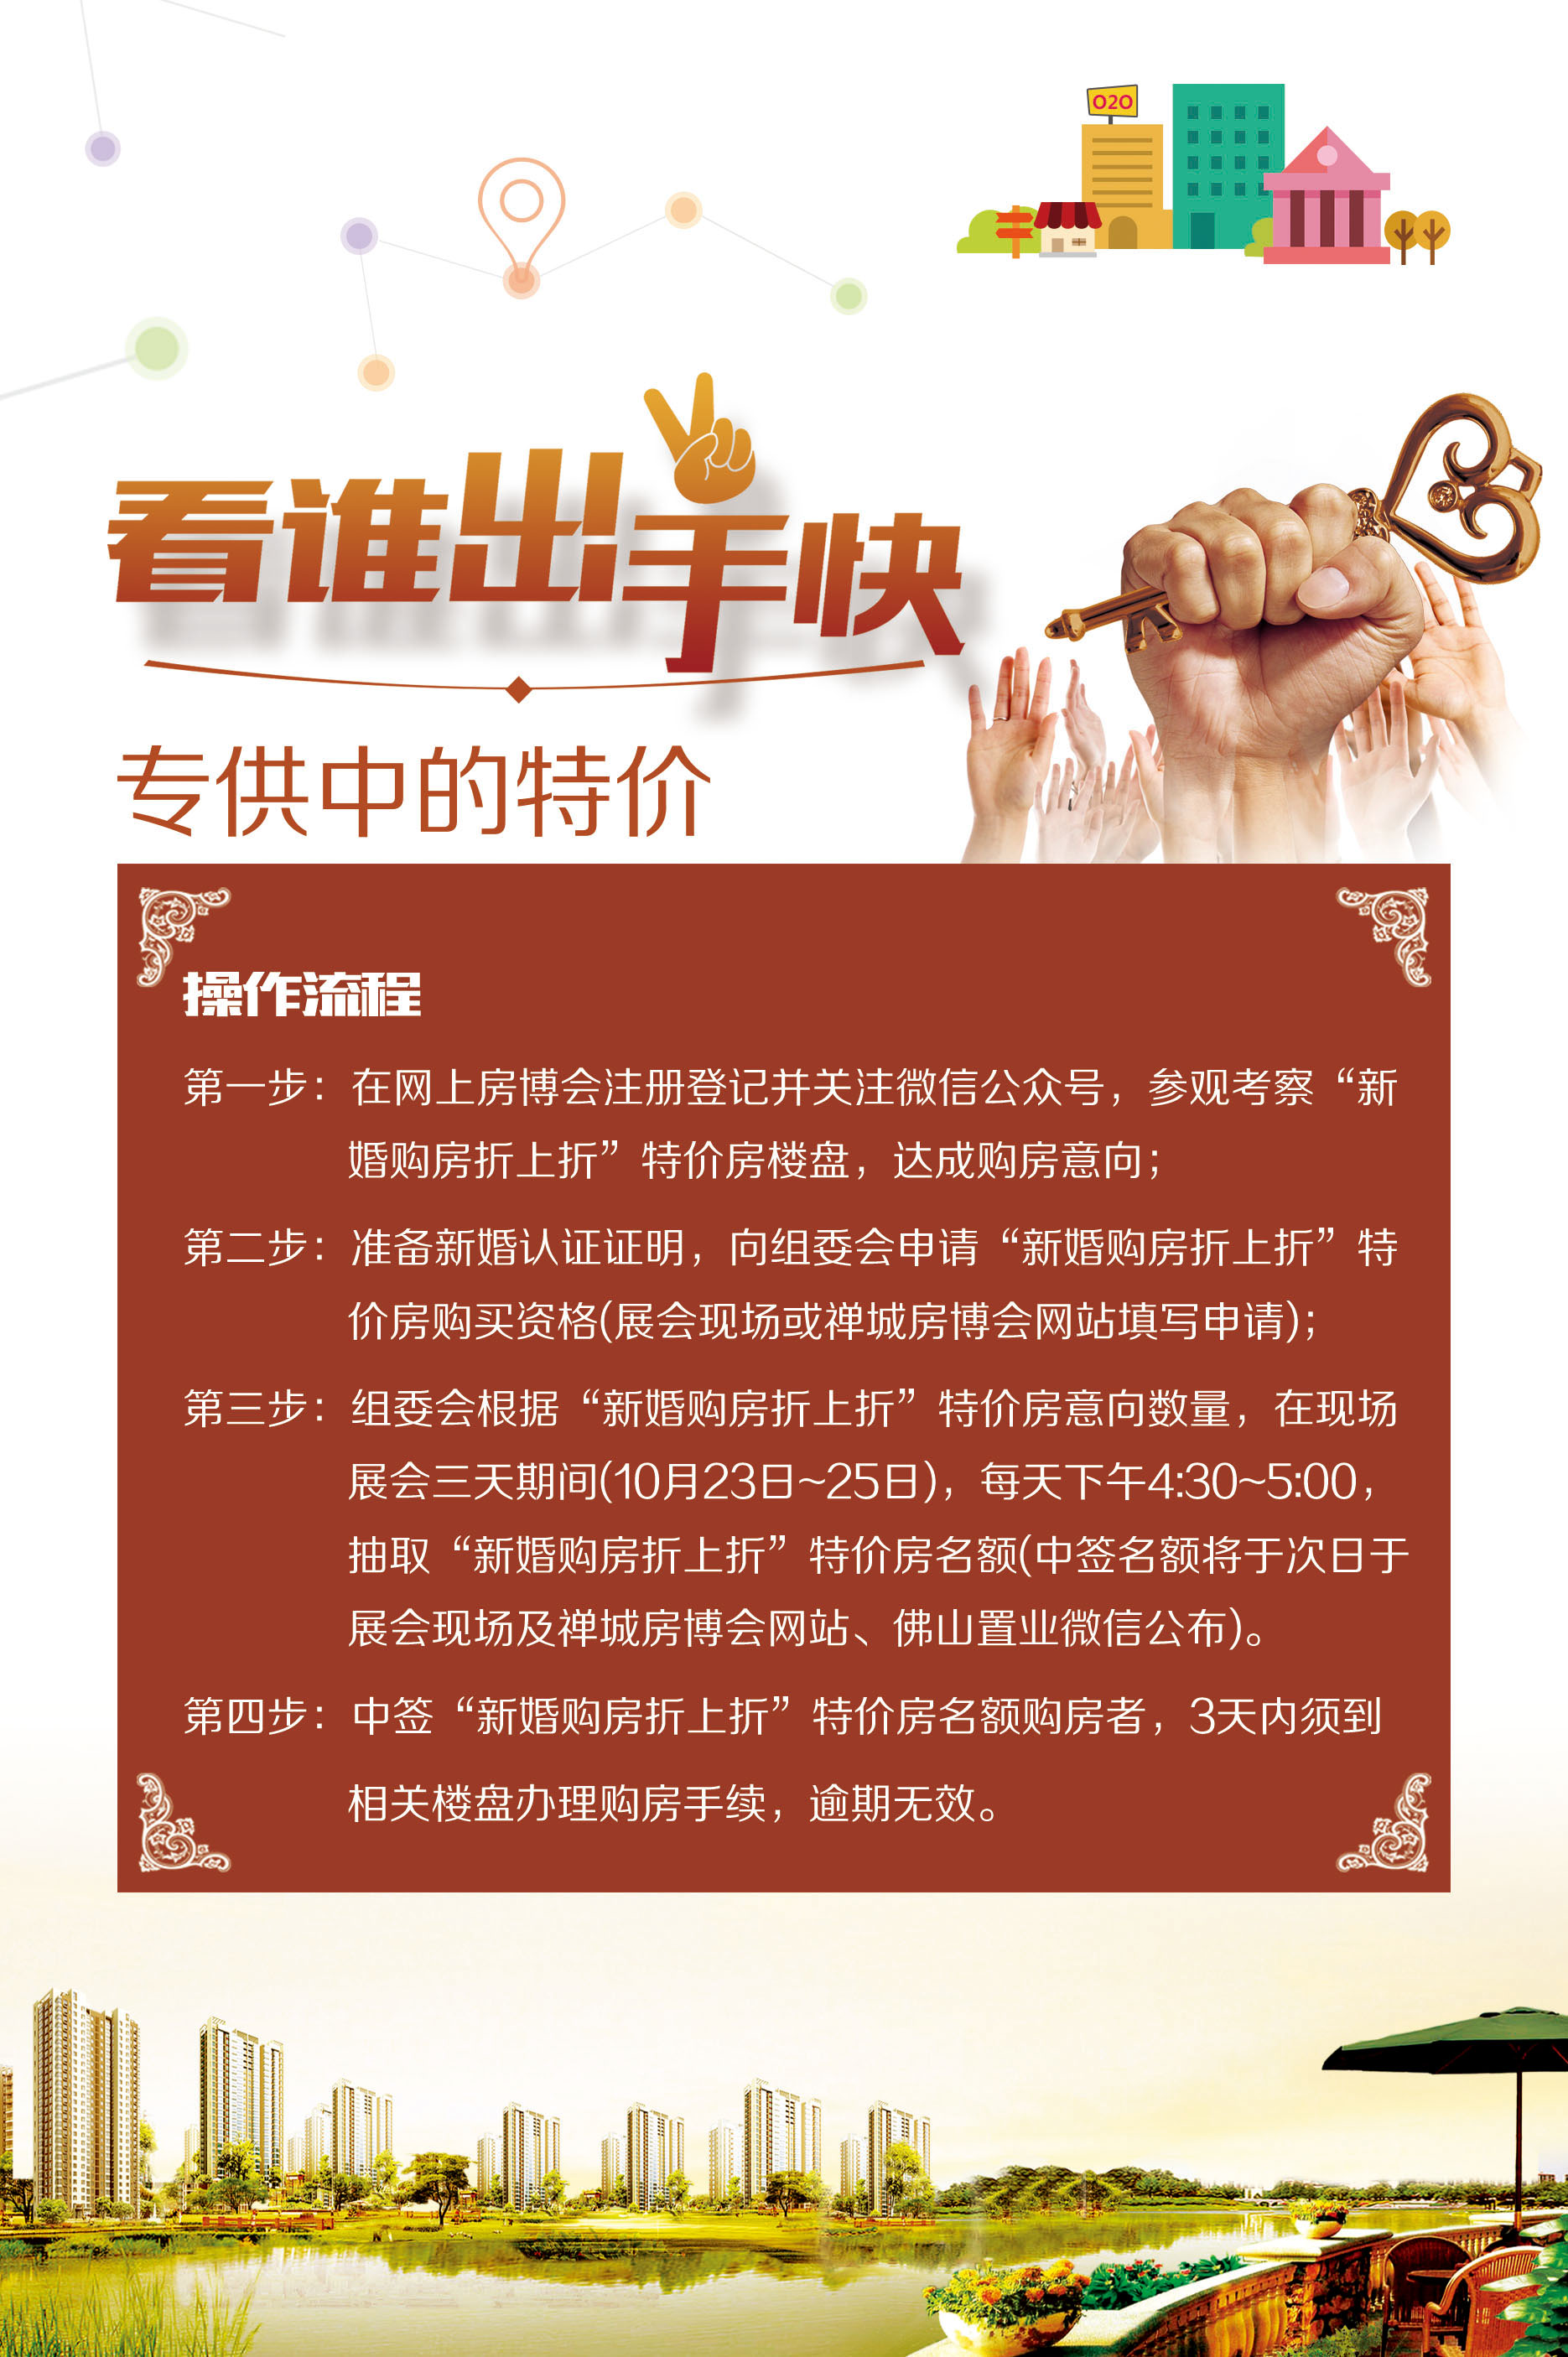 O2O
看谁出手快
专供中的特价
操作流程
第一步：在网上房博会注册登记并关注微信公众号，参观考察“新
婚购房折上折”特价房楼盘，达成购房意向；
第二步：准备新婚认证证明，向组委会申请“新婚购房折上折”特
价房购买资格(展会现场或禅城房博会网站填写申请)；
第三步：组委会根据“新婚购房折上折”特价房意向数量，在现场
展会三天期间(10月23日~25日)，每天下午4:30~5:00，
抽取“新婚购房折上折”特价房名额(中签名额将于次日于
展会现场及禅城房博会网站、佛山置业微信公布)。
第四步：中签“新婚购房折上折”特价房名额购房者，3天内须到
相关楼盘办理购房手续，逾期无效。